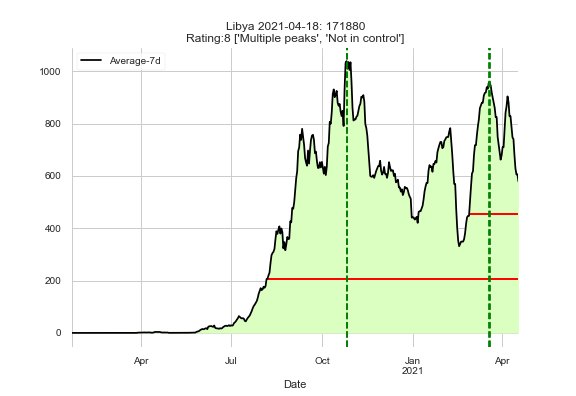 Libya 2021-04-18: 171880
Rating:8 ['Multiple peaks', 'Not in control']
Average-7d
1000
800
600
400
200
0
Apr
Jul
Oct
Jan
2021
Apr
Date